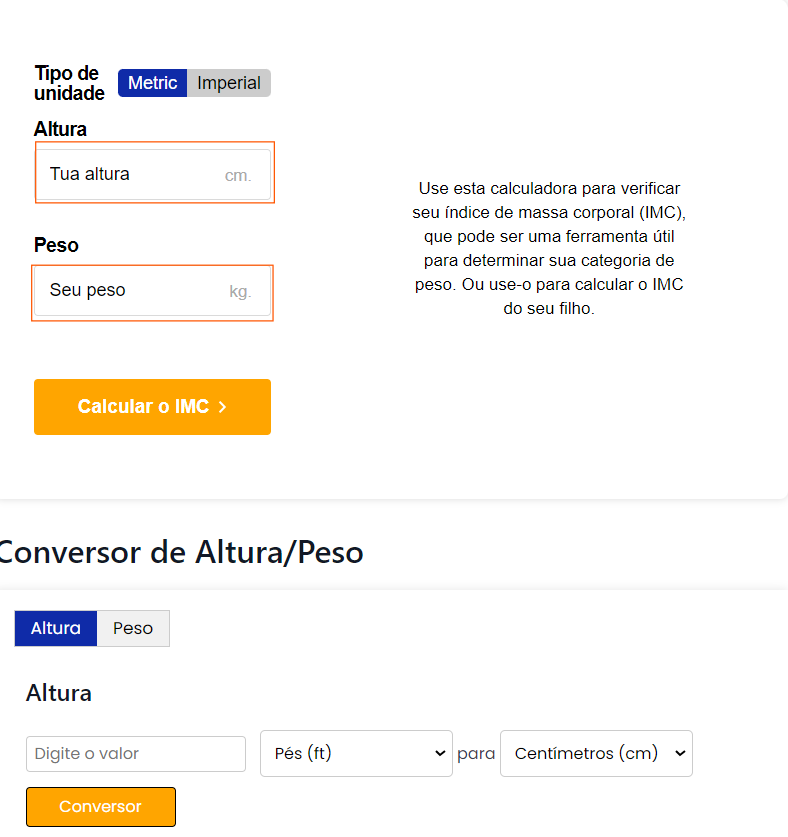 Tipo de
unidade
Metric Imperial
Altura
Tua altura cm.
Peso
Seu peso kg.
Calcular o IMC >
Use esta calculadora para verificar
seu índice de massa corporal (IMC),
que pode ser uma ferramenta útil
para determinar sua categoria de
peso. Ou use-o para calcular o IMC
do seu filho.
Conversor de Altura/Peso
Altura Peso
Altura
Digite o valor Pés (ft) para Centímetros (cm)
Conversor